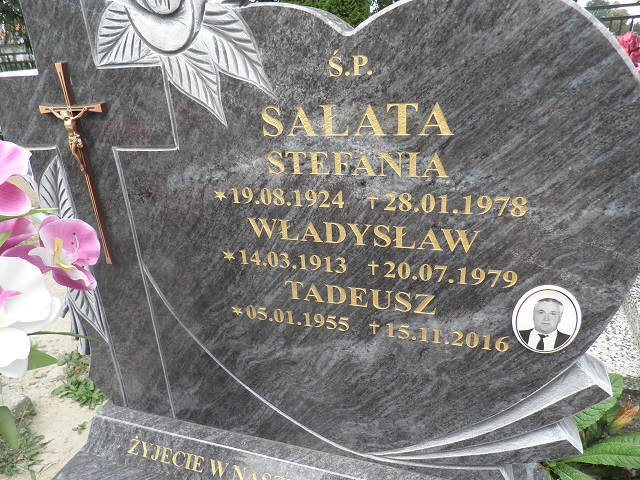 Ś.P.
SAŁATA
STEFANIA
*19.08.1924 †28.01.1978
WŁADYSŁAW
*14.03.1913 †20.07.1979
TADEUSZ
*05.01.1955 †15.11.2016
ŻYJECIE W